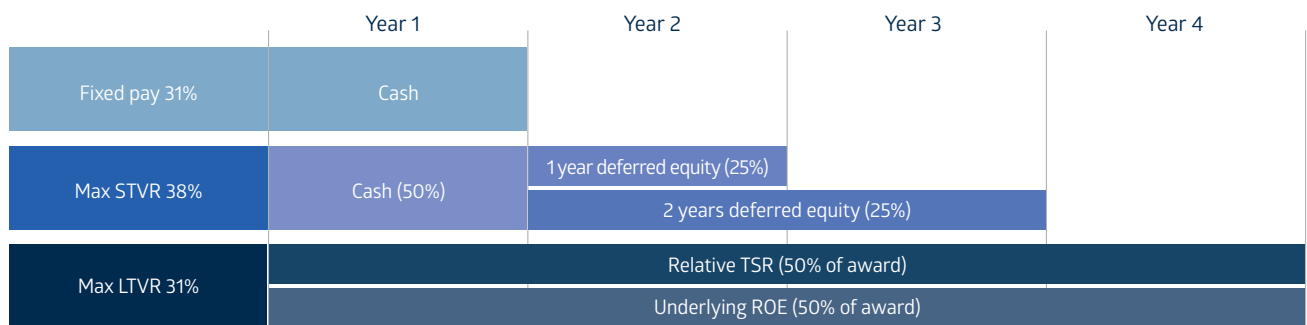 Year 1
Year 2
Year 3
Year 4
Fixed pay 31%
Cash
Max STVR 38%
Cash (50%)
1 year deferred equity (25%)
2 years deferred equity (25%)
Max LTVR 31%
Relative TSR (50% of award)
Underlying ROE (50% of award)